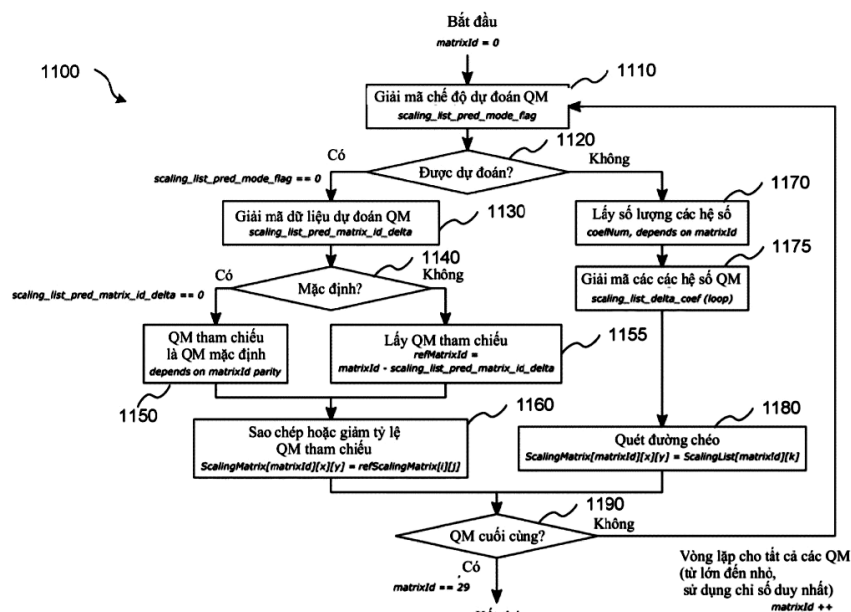 Bắt đầu
matrixId = 0
1100
1110
Giải mã chế độ dự đoán QM
scaling_list_pred_mode_flag
1120
Có
Không
Được dự đoán?
scaling_list_pred_mode_flag == 0
1130
Giải mã dữ liệu dự đoán QM
scaling_list_pred_matrix_id_delta
1170
Lấy số lượng các hệ số
coefNum, depends on matrixId
1140
Có
Không
Mặc định?
scaling_list_pred_matrix_id_delta == 0
1175
Giải mã các các hệ số QM
scaling_list_delta_coef (loop)
QM tham chiếu
là QM mặc định
depends on matrixId parity
1150
Lấy QM tham chiếu
refMatrixId =
matrixId - scaling_list_pred_matrix_id_delta
1155
1160
Sao chép hoặc giảm tỷ lệ
QM tham chiếu
ScalingMatrix[matrixId][x][y] = refScalingMatrix[i][j]
1180
Quét đường chéo
ScalingMatrix[matrixId][x][y] = ScalingList[matrixId][k]
1190
QM cuối cùng?
Không
Có
matrixId == 29
Vòng lặp cho tất cả các QM
(từ lớn đến nhỏ,
sử dụng chỉ số duy nhất)
matrixId ++